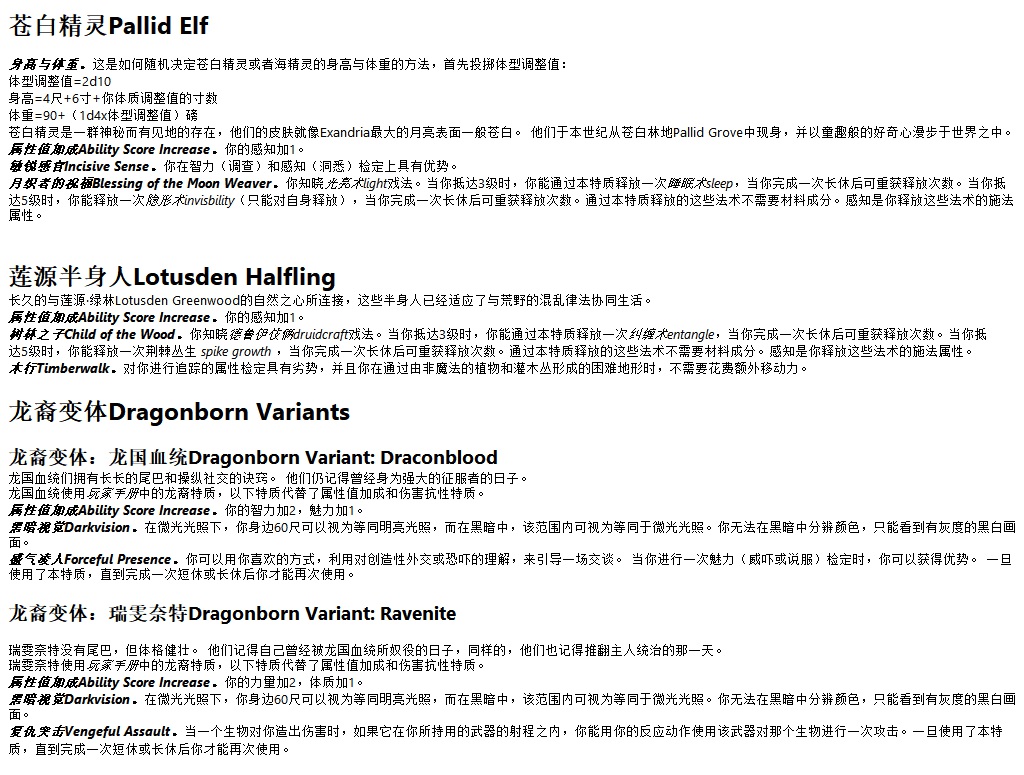 苍白精灵Pallid Elf
身高与体重。这是如何随机决定苍白精灵或者海精灵的身高与体重的方法，首先投掷体型调整值：
体型调整值=2d10
身高=4尺+6寸+你体质调整值的寸数
体重=90+（1d4x体型调整值）磅
苍白精灵是一群神秘而有见地的存在，他们的皮肤就像Exandria最大的月亮表面一般苍白。 他们于本世纪从苍白林地Pallid Grove中现身，并以童趣般的好奇心漫步于世界之中。
属性值加成Ability Score Increase。你的感知加1。
敏锐感官Incisive Sense。你在智力（调查）和感知（洞悉）检定上具有优势。
月织者的祝福Blessing of the Moon Weaver。你知晓光亮术light戏法。当你抵达3级时，你能通过本特质释放一次睡眠术sleep，当你完成一次长休后可重获释放次数。当你抵
达5级时，你能释放一次隐形术invisbility（只能对自身释放），当你完成一次长休后可重获释放次数。通过本特质释放的这些法术不需要材料成分。感知是你释放这些法术的施法
属性。
莲源半身人Lotusden Halfling
长久的与莲源·绿林Lotusden Greenwood的自然之心所连接，这些半身人已经适应了与荒野的混乱律法协同生活。
属性值加成Ability Score Increase。你的感知加1。
树林之子Child of the Wood。你知晓德鲁伊伎俩druidcraft戏法。当你抵达3级时，你能通过本特质释放一次纠缠术entangle，当你完成一次长休后可重获释放次数。当你抵
达5级时，你能释放一次荆棘丛生 spike growth ，当你完成一次长休后可重获释放次数。通过本特质释放的这些法术不需要材料成分。感知是你释放这些法术的施法属性。
木行Timberwalk。对你进行追踪的属性检定具有劣势，并且你在通过由非魔法的植物和灌木丛形成的困难地形时，不需要花费额外移动力。
龙裔变体Dragonborn Variants
龙裔变体：龙国血统Dragonborn Variant: Draconblood
龙国血统们拥有长长的尾巴和操纵社交的诀窍。 他们仍记得曾经身为强大的征服者的日子。
龙国血统使用玩家手册中的龙裔特质，以下特质代替了属性值加成和伤害抗性特质。
属性值加成Ability Score Increase。你的智力加2，魅力加1。
黑暗视觉Darkvision。在微光光照下，你身边60尺可以视为等同明亮光照，而在黑暗中，该范围内可视为等同于微光光照。你无法在黑暗中分辨颜色，只能看到有灰度的黑白画
面。
盛气凌人Forceful Presence。你可以用你喜欢的方式，利用对创造性外交或恐吓的理解，来引导一场交谈。 当你进行一次魅力（威吓或说服）检定时，你可以获得优势。 一旦
使用了本特质，直到完成一次短休或长休后你才能再次使用。
龙裔变体：瑞雯奈特Dragonborn Variant: Ravenite
瑞雯奈特没有尾巴，但体格健壮。 他们记得自己曾经被龙国血统所奴役的日子，同样的，他们也记得推翻主人统治的那一天。
瑞雯奈特使用玩家手册中的龙裔特质，以下特质代替了属性值加成和伤害抗性特质。
属性值加成Ability Score Increase。你的力量加2，体质加1。
黑暗视觉Darkvision。在微光光照下，你身边60尺可以视为等同明亮光照，而在黑暗中，该范围内可视为等同于微光光照。你无法在黑暗中分辨颜色，只能看到有灰度的黑白画
面。
复仇突击Vengeful Assault。当一个生物对你造出伤害时，如果它在你所持用的武器的射程之内，你能用你的反应动作使用该武器对那个生物进行一次攻击。一旦使用了本特
质，直到完成一次短休或长休后你才能再次使用。